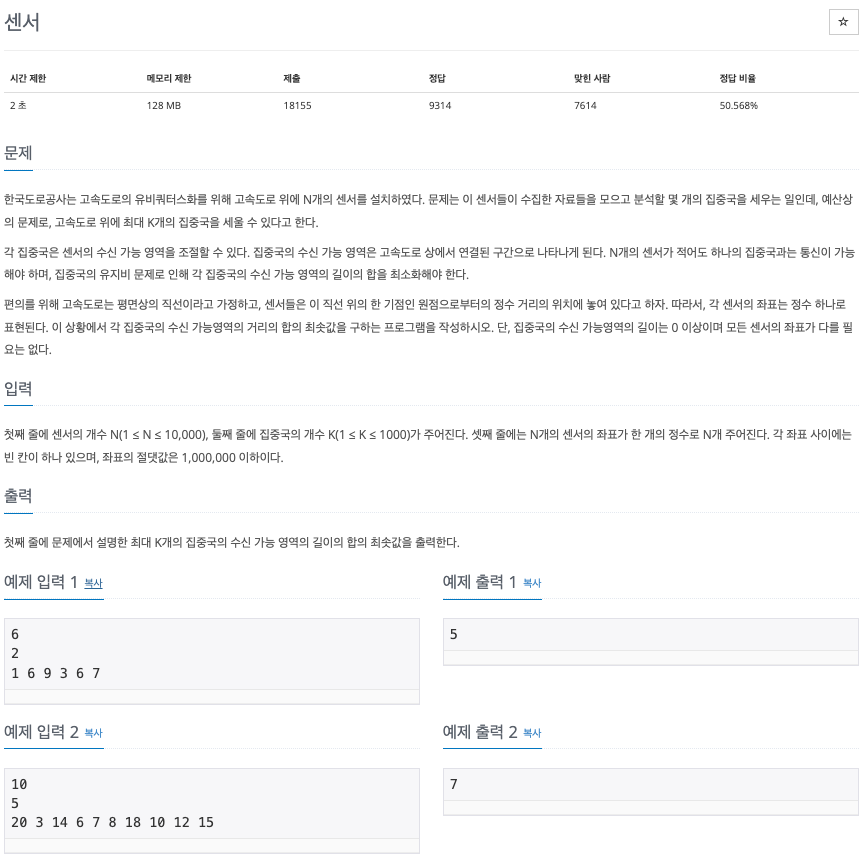 센서
☆
시간 제한 메모리 제한 제출 정답 맞힌 사람 정답 비율
2 초 128 MB 18155 9314 7614 50.568%
문제
한국도로공사는 고속도로의 유비쿼터스화를 위해 고속도로 위에 N개의 센서를 설치하였다. 문제는 이 센서들이 수집한 자료들을 모으고 분석할 몇 개의 집중국을 세우는 일인데, 예산상
의 문제로, 고속도로 위에 최대 K개의 집중국을 세울 수 있다고 한다.
각 집중국은 센서의 수신 가능 영역을 조절할 수 있다. 집중국의 수신 가능 영역은 고속도로 상에서 연결된 구간으로 나타나게 된다. N개의 센서가 적어도 하나의 집중국과는 통신이 가능
해야 하며, 집중국의 유지비 문제로 인해 각 집중국의 수신 가능 영역의 길이의 합을 최소화해야 한다.
편의를 위해 고속도로는 평면상의 직선이라고 가정하고, 센서들은 이 직선 위의 한 기점인 원점으로부터의 정수 거리의 위치에 놓여 있다고 하자. 따라서, 각 센서의 좌표는 정수 하나로
표현된다. 이 상황에서 각 집중국의 수신 가능영역의 거리의 합의 최솟값을 구하는 프로그램을 작성하시오. 단, 집중국의 수신 가능영역의 길이는 0 이상이며 모든 센서의 좌표가 다를 필
요는 없다.
입력
첫째 줄에 센서의 개수 N(1 ≤ N ≤ 10,000), 둘째 줄에 집중국의 개수 K(1 ≤ K ≤ 1000)가 주어진다. 셋째 줄에는 N개의 센서의 좌표가 한 개의 정수로 N개 주어진다. 각 좌표 사이에는
빈 칸이 하나 있으며, 좌표의 절댓값은 1,000,000 이하이다.
출력
첫째 줄에 문제에서 설명한 최대 K개의 집중국의 수신 가능 영역의 길이의 합의 최솟값을 출력한다.
예제 입력 1 복사
6
2
1 6 9 3 6 7
예제 출력 1 복사
5
예제 입력 2 복사
10
5
20 3 14 6 7 8 18 10 12 15
예제 출력 2 복사
7